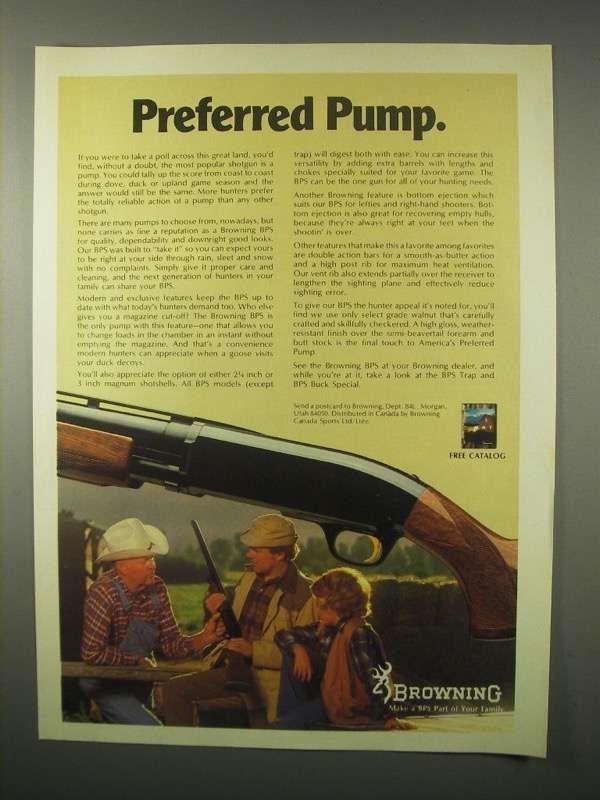 Preferred Pump.
If you were to take a poll across this great land, you'd
find, without a doubt, the most popular shotgun is a
pump. You could tally up the score from coast to coast
during dove, duck or upland game season and the
answer would still be the same. More hunters prefer
the totally reliable action of a pump than any other
shotgun.
There are many pumps to choose from, nowadays, but
none carries as fine a reputation as a Browning BPS
for quality, dependability and downright good looks.
Our BPS was built to "take it" so you can expect yours
to be right at your side through rain, sleet and snow
with no complaints. Simply give it proper care and
cleaning, and the next generation of hunters in your
family can share your BPS.
Modern and exclusive features keep the BPS up to
date with what today's hunters demand too. Who else
gives you a magazine cut-off? The Browning BPS is
the only pump with this feature—one that allows you
to change loads in the chamber in an instant without
emptying the magazine. And that's a convenience
modern hunters can appreciate when a goose visits
your duck decoys.
You'll also appreciate the option of either 2¾ inch or
3 inch magnum shotshells. All BPS models (except
trap) will digest both with ease. You can increase this
versatility by adding extra barrels with lengths and
chokes specially suited for your favorite game. The
BPS can be the one gun for all of your hunting needs.
Another Browning feature is bottom ejection which
suits our BPS for lefties and right-hand shooters. Bot-
tom ejection is also great for recovering empty hulls,
because they're always right at your feet when the
shootin' is over.
Other features that make this a favorite among favorites
are double action bars for a smooth-as-butter action
and a high post rib for maximum heat ventilation.
Our vent rib also extends partially over the receiver to
lengthen the sighting plane and effectively reduce
sighting error.
To give our BPS the hunter appeal it's noted for, you'll
find we use only select grade walnut that's carefully
crafted and skillfully checkered. A high gloss, weather-
resistant finish over the semi-beavertail forearm and
butt stock is the final touch to America's Preferred
Pump.
See the Browning BPS at your Browning dealer, and
while you're at it, take a look at the BPS Trap and
BPS Buck Special.
Send a postcard to Browning, Dept. B4L, Morgan,
Utah 84050. Distributed in Canada by Browning
Canada Sports Ltd/Ltée.
FREE CATALOG
BROWNING
Make a BPS Part of Your Family.